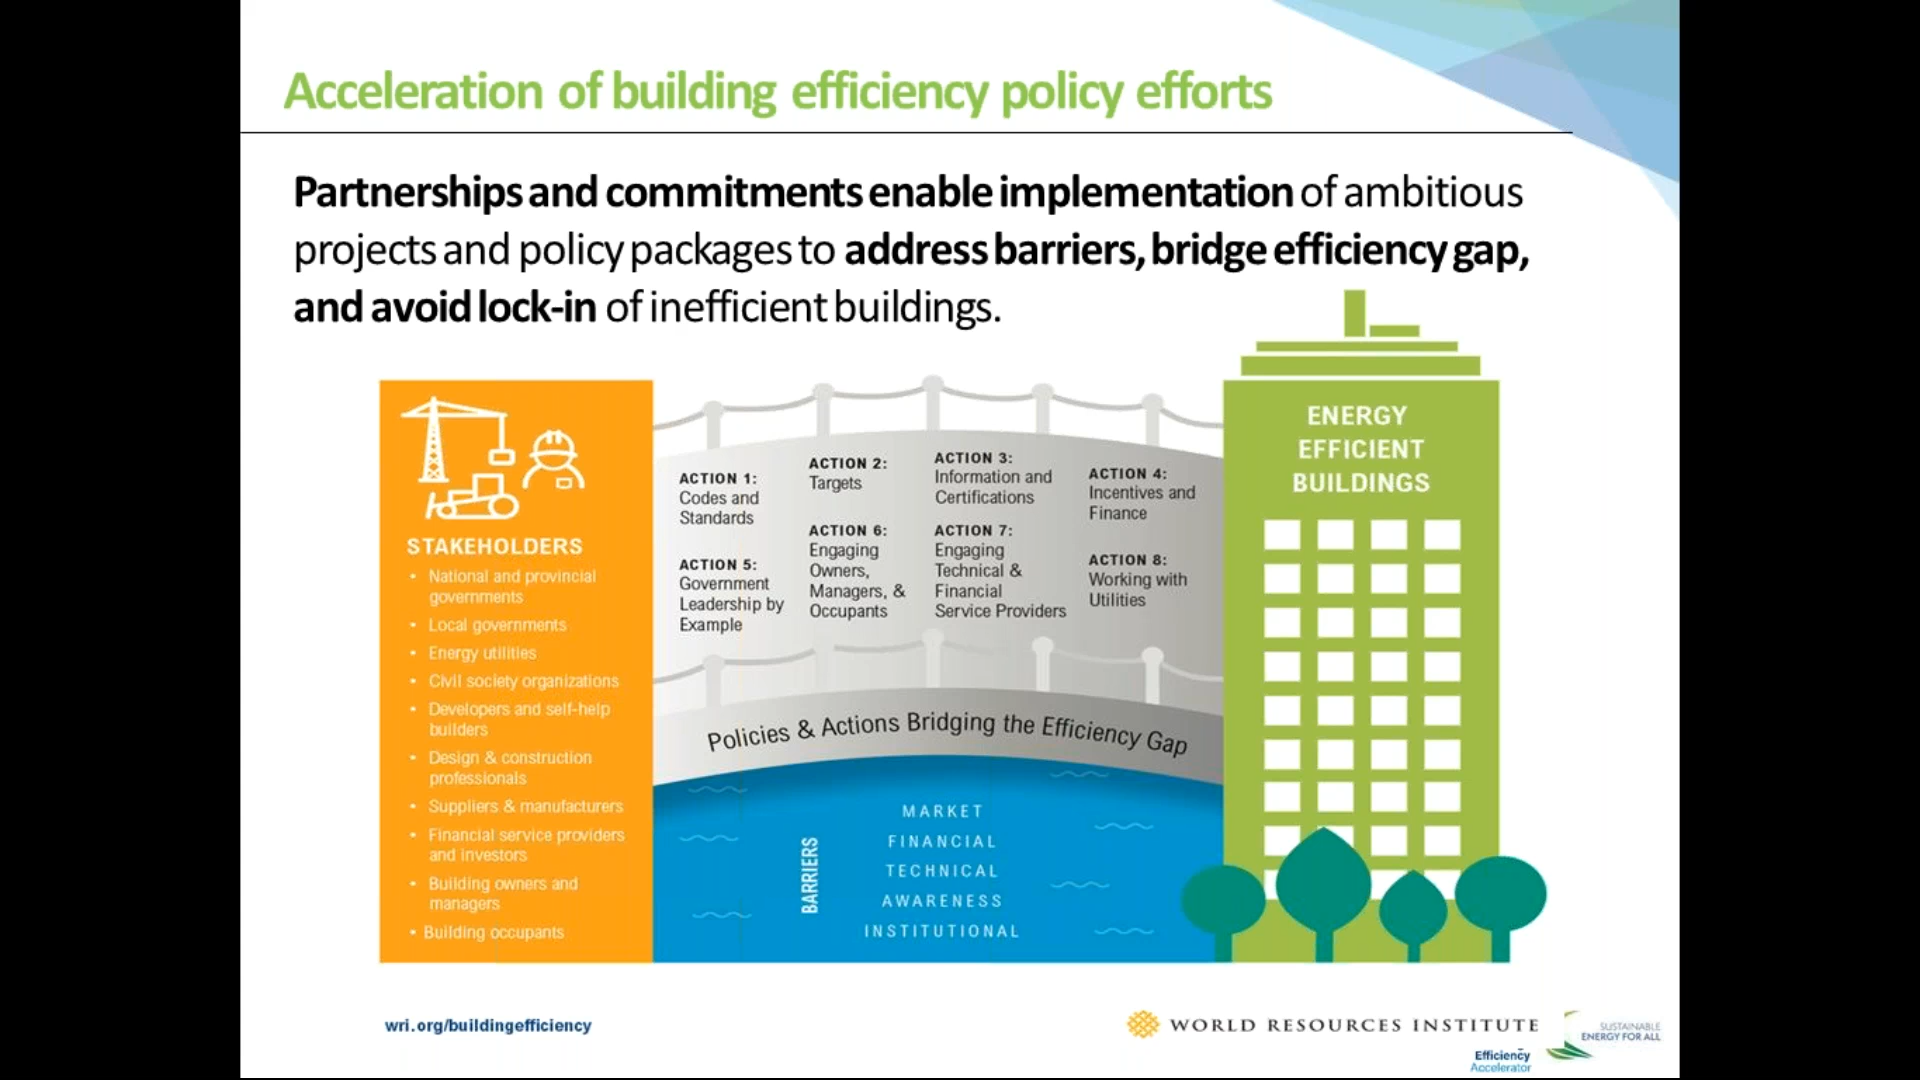 Acceleration of building efficiency policy efforts
Partnerships and commitments enable implementation of ambitious
projects and policy packages to address barriers, bridge efficiency gap,
and avoid lock-in of inefficient buildings.
STAKEHOLDERS
• National and provincial
governments
• Local governments
• Energy utilities
• Civil society organizations
• Developers and self-help
builders
• Design & construction
professionals
• Suppliers & manufacturers
• Financial service providers
and investors
• Building owners and
managers
• Building occupants
ACTION 1:
Codes and
Standards
ACTION 2:
Targets
ACTION 3:
Information and
Certifications
ACTION 4:
Incentives and
Finance
ACTION 5:
Government
Leadership by
Example
ACTION 6:
Engaging
Owners,
Managers, &
Occupants
ACTION 7:
Engaging
Technical &
Financial
Service Providers
ACTION 8:
Working with
Utilities
Policies & Actions Bridging the Efficiency Gap
BARRIERS
MARKET
FINANCIAL
TECHNICAL
AWARENESS
INSTITUTIONAL
ENERGY
EFFICIENT
BUILDINGS
wri.org/buildingefficiency
WORLD RESOURCES INSTITUTE
SUSTAINABLE
ENERGY FOR ALL
Efficiency
Accelerator